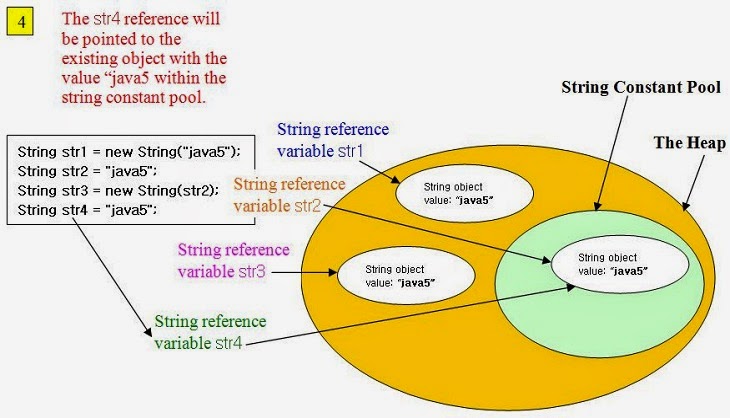 4
The str4 reference will
be pointed to the
existing object with the
value “java5 within the
string constant pool.
String Constant Pool
The Heap
String str1 = new String("java5");
String str2 = "java5";
String str3 = new String(str2);
String str4 = "java5";
String reference
variable str1
String reference
variable str2
String reference
variable str3
String reference
variable str4
String object
value: “java5”
String object
value: “java5”
String object
value: “java5”